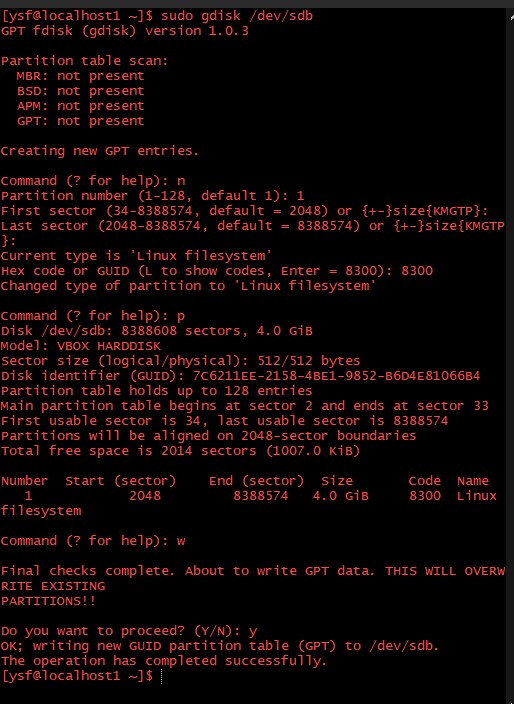 [ysf@localhost1 ~]$ sudo gdisk /dev/sdb
GPT fdisk (gdisk) version 1.0.3
Partition table scan:
  MBR: not present
  BSD: not present
  APM: not present
  GPT: not present
Creating new GPT entries.
Command (? for help): n
Partition number (1-128, default 1): 1
First sector (34-8388574, default = 2048) or {+-}size{KMGTP}:
Last sector (2048-8388574, default = 8388574) or {+-}size{KMGTP
}:
Current type is 'Linux filesystem'
Hex code or GUID (L to show codes, Enter = 8300): 8300
Changed type of partition to 'Linux filesystem'
Command (? for help): p
Disk /dev/sdb: 8388608 sectors, 4.0 GiB
Model: VBOX HARDDISK
Sector size (logical/physical): 512/512 bytes
Disk identifier (GUID): 7C6211EE-2158-4BE1-9852-B6D4E81066B4
Partition table holds up to 128 entries
Main partition table begins at sector 2 and ends at sector 33
First usable sector is 34, last usable sector is 8388574
Partitions will be aligned on 2048-sector boundaries
Total free space is 2014 sectors (1007.0 KiB)
Number  Start (sector)    End (sector)  Size       Code  Name
   1            2048         8388574   4.0 GiB     8300  Linux
filesystem
Command (? for help): w
Final checks complete. About to write GPT data. THIS WILL OVERW
RITE EXISTING
PARTITIONS!!
Do you want to proceed? (Y/N): y
OK; writing new GUID partition table (GPT) to /dev/sdb.
The operation has completed successfully.
[ysf@localhost1 ~]$